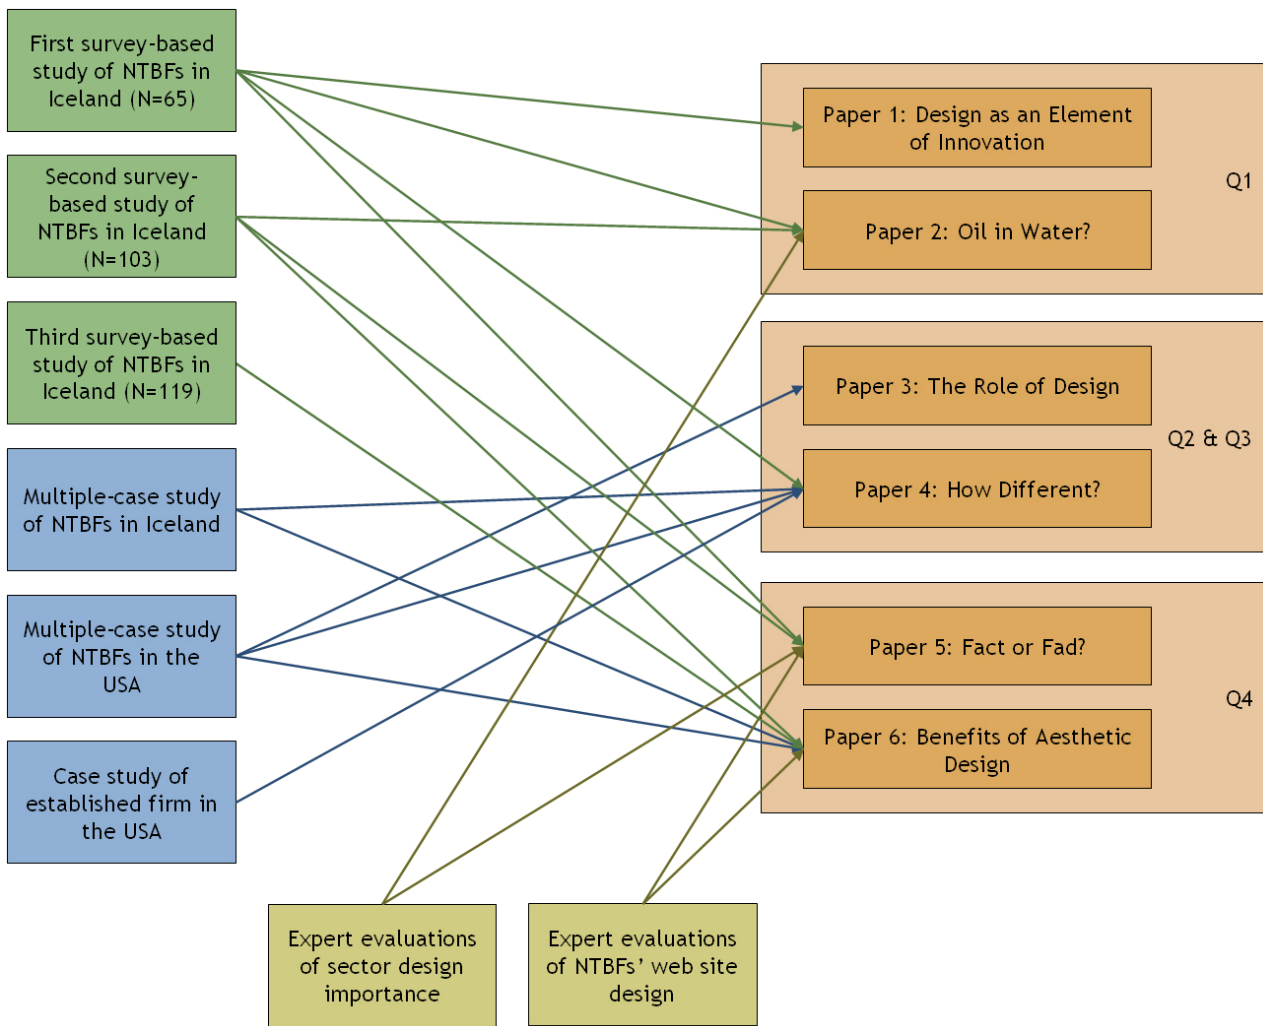 First survey-based
study of NTBFs in
Iceland (N=65)
Second survey-
based study of
NTBFs in Iceland
(N=103)
Third survey-based
study of NTBFs in
Iceland (N=119)
Multiple-case study
of NTBFs in Iceland
Multiple-case study
of NTBFs in the
USA
Case study of
established firm in
the USA
Paper 1: Design as an Element
of Innovation
Paper 2: Oil in Water?
Q1
Paper 3: The Role of Design
Paper 4: How Different?
Q2 & Q3
Paper 5: Fact or Fad?
Paper 6: Benefits of Aesthetic
Design
Q4
Expert evaluations
of sector design
importance
Expert evaluations
of NTBFs’ web site
design